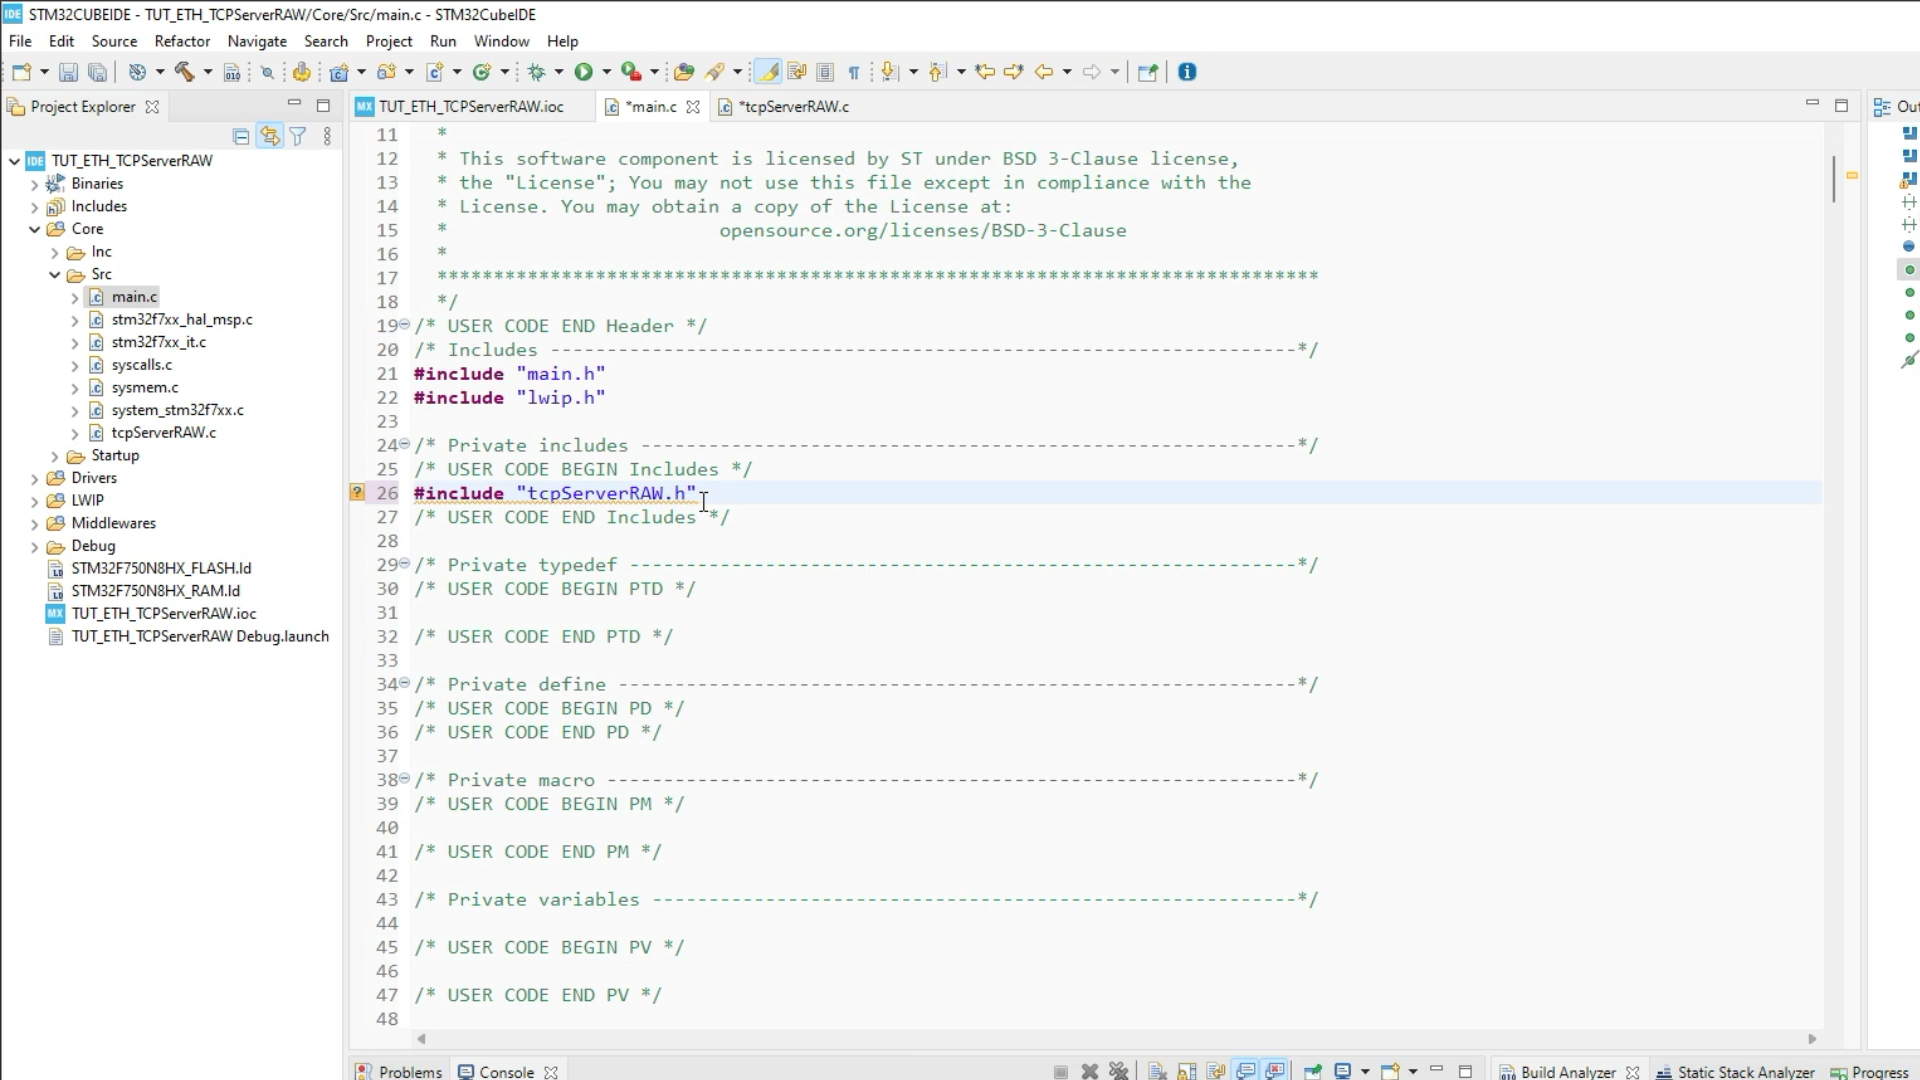 STM32CUBEIDE - TUT_ETH_TCPServerRAW/Core/Src/main.c - STM32CubeIDE
File Edit Source Refactor Navigate Search Project Run Window Help
Project Explorer
TUT_ETH_TCPServerRAW
Binaries
Includes
Core
Inc
Src
main.c
stm32f7xx_hal_msp.c
stm32f7xx_it.c
syscalls.c
sysmem.c
system_stm32f7xx.c
tcpServerRAW.c
Startup
Drivers
LWIP
Middlewares
Debug
STM32F750N8HX_FLASH.ld
STM32F750N8HX_RAM.ld
TUT_ETH_TCPServerRAW.ioc
TUT_ETH_TCPServerRAW Debug.launch
TUT_ETH_TCPServerRAW.ioc *main.c *tcpServerRAW.c
11 *
12 * This software component is licensed by ST under BSD 3-Clause license,
13 * the "License"; You may not use this file except in compliance with the
14 * License. You may obtain a copy of the License at:
15 * opensource.org/licenses/BSD-3-Clause
16 *
17 ******************************************************************************
18 */
19 /* USER CODE END Header */
20 /* Includes ------------------------------------------------------------------*/
21 #include "main.h"
22 #include "lwip.h"
23
24 /* Private includes ----------------------------------------------------------*/
25 /* USER CODE BEGIN Includes */
26 #include "tcpServerRAW.h"
27 /* USER CODE END Includes */
28
29 /* Private typedef -----------------------------------------------------------*/
30 /* USER CODE BEGIN PTD */
31
32 /* USER CODE END PTD */
33
34 /* Private define ------------------------------------------------------------*/
35 /* USER CODE BEGIN PD */
36 /* USER CODE END PD */
37
38 /* Private macro -------------------------------------------------------------*/
39 /* USER CODE BEGIN PM */
40
41 /* USER CODE END PM */
42
43 /* Private variables ---------------------------------------------------------*/
44
45 /* USER CODE BEGIN PV */
46
47 /* USER CODE END PV */
48
Out
Problems Console Build Analyzer Static Stack Analyzer Progress